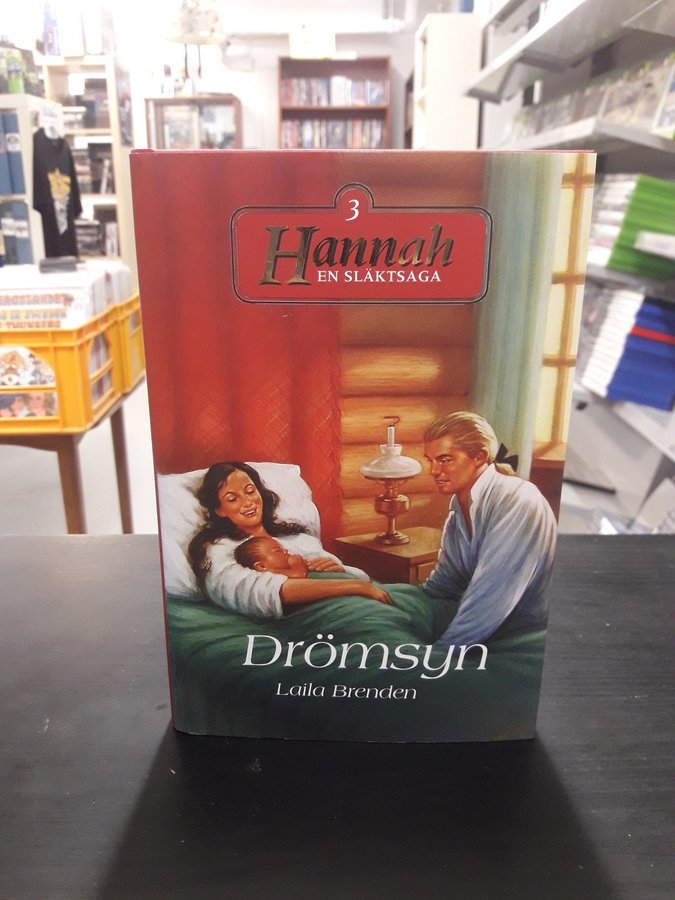 3
Hannah
EN SLÄKTSAGA
Drömsyn
Laila Brenden